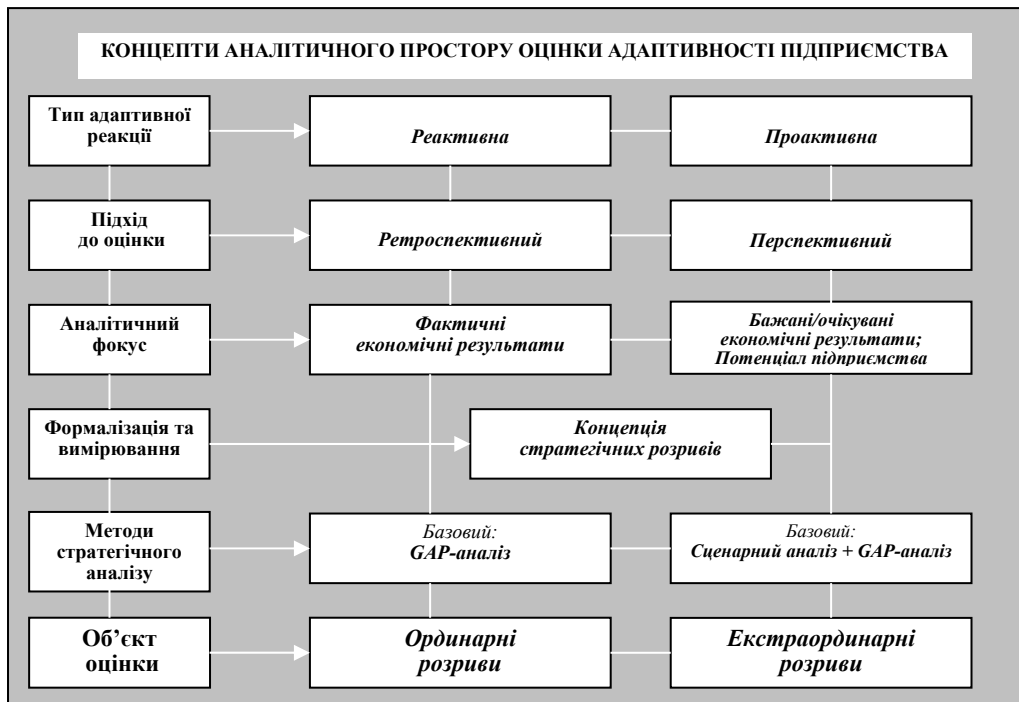 КОНЦЕПТИ АНАЛІТИЧНОГО ПРОСТОРУ ОЦІНКИ АДАПТИВНОСТІ ПІДПРИЄМСТВА
Тип адаптивної
реакції
Реактивна
Проактивна
Підхід
до оцінки
Ретроспективний
Перспективний
Аналітичний
фокус
Фактичні
економічні результати
Бажані/очікувані
економічні результати;
Потенціал підприємства
Формалізація та
вимірювання
Концепція
стратегічних розривів
Методи
стратегічного
аналізу
Базовий:
GAP-аналіз
Базовий:
Сценарний аналіз + GAP-аналіз
Об’єкт
оцінки
Ординарні
розриви
Екстраординарні
розриви